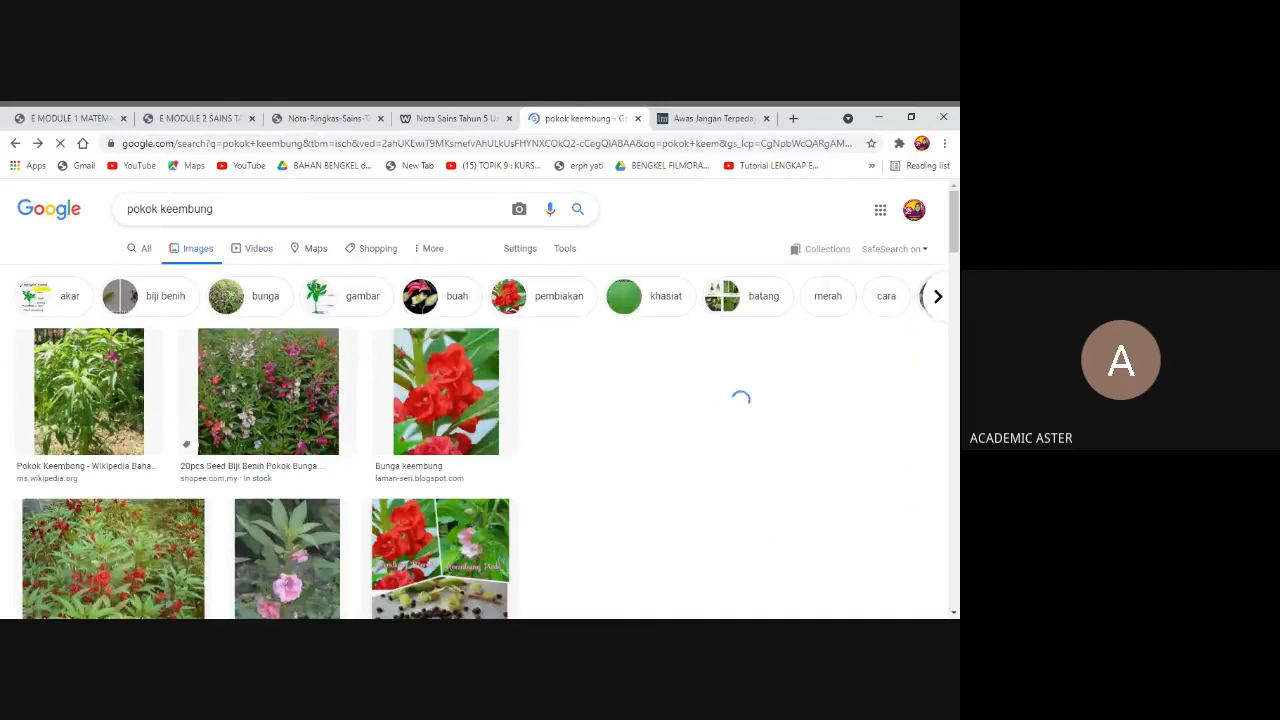 E MODULE 1 MATEM
E MODULE 2 SAINS TA
Nota-Ringkas-Sains-T
Nota Sains Tahun 5 U
pokok keembung - G
Awas Jangan Terpeda
google.com/search?q=pokok+keembung&tbm=isch&ved=2ahUKEwiT9MKsmefvAhULkUsFHYNXCOkQ2-cCegQIABAA&oq=pokok+keem&gs_lcp=CgNpbWcQARgAM...
Apps
Gmail
YouTube
Maps
YouTube
BAHAN BENGKEL d...
New Tab
(15) TOPIK 9 : KURS...
erph yati
BENGKEL FILMORA...
Tutorial LENGKAP E...
»
Reading list
Google
pokok keembung
All
Images
Videos
Maps
Shopping
More
Settings
Tools
Collections
SafeSearch on
akar
biji benih
bunga
gambar
buah
pembiakan
khasiat
batang
merah
cara
Pokok Keembong - Wikipedia Baha...
ms.wikipedia.org
20pcs Seed Biji Benih Pokok Bunga ...
shopee.com.my · In stock
Bunga keembung
laman-seri.blogspot.com
A
ACADEMIC ASTER